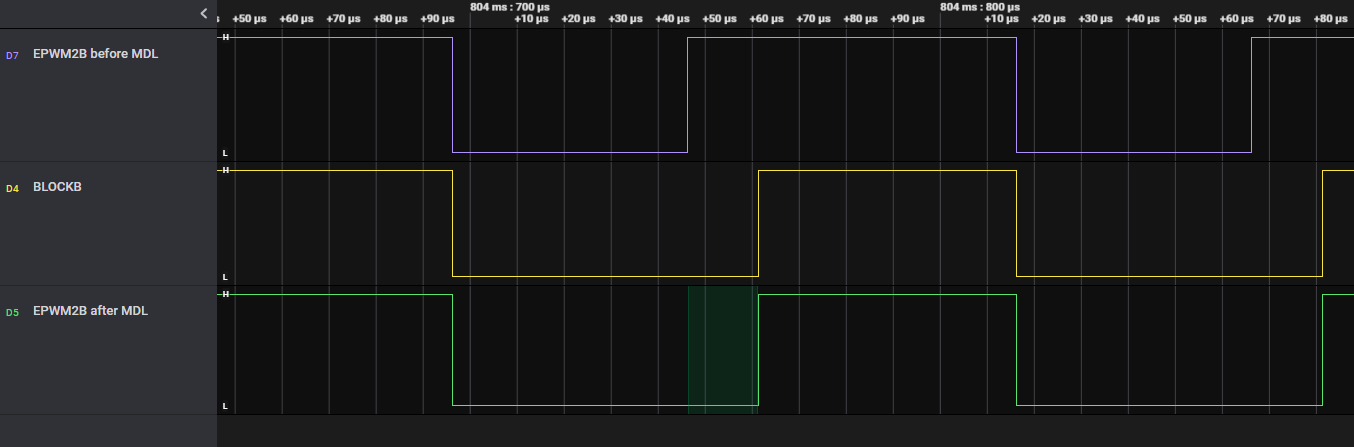 804 ms : 700 µs 804 ms : 800 µs
s +50 µs +60 µs +70 µs +80 µs +90 µs +10 µs +20 µs +30 µs +40 µs +50 µs +60 µs +70 µs +80 µs +90 µs +10 µs +20 µs +30 µs +40 µs +50 µs +60 µs +70 µs +80 µs
H
D7 EPWM2B before MDL
L
H
D4 BLOCKB
L
H
D5 EPWM2B after MDL
L